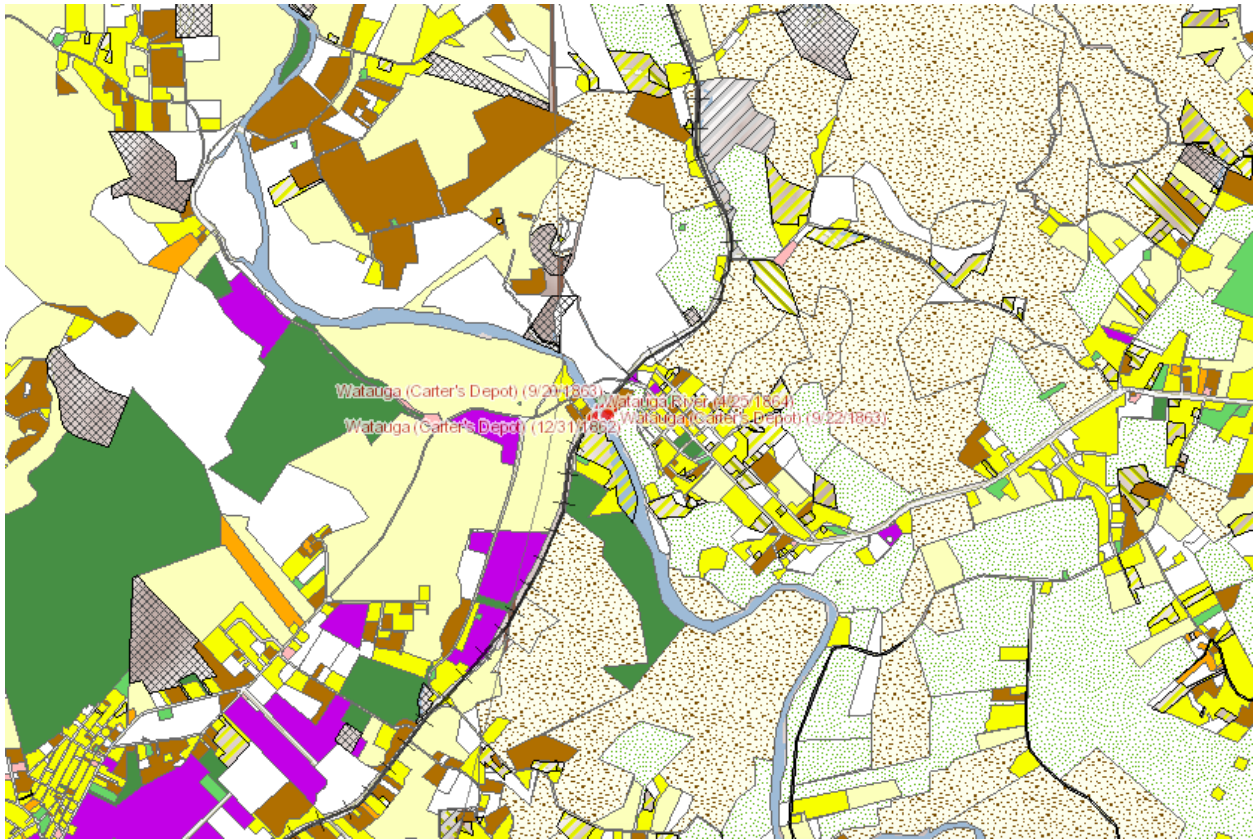 Watauga (Carter's Depot) (9/20/1863)
Watauga River (4/25/1864)
Watauga (Carter's Depot) (9/22/1863)
Watauga (Carter's Depot) (12/31/1862)